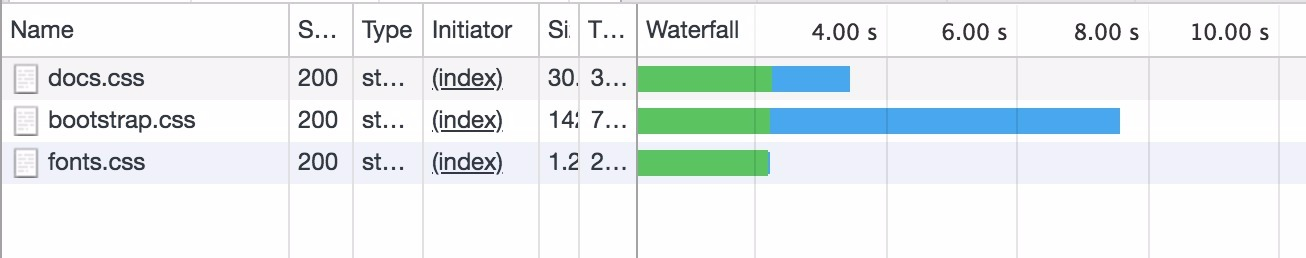 Name S... Type Initiator Si T... Waterfall 4.00 s 6.00 s 8.00 s 10.00 s
docs.css 200 st... (index) 30. 3...
bootstrap.css 200 st... (index) 142 7...
fonts.css 200 st... (index) 1.2 2...